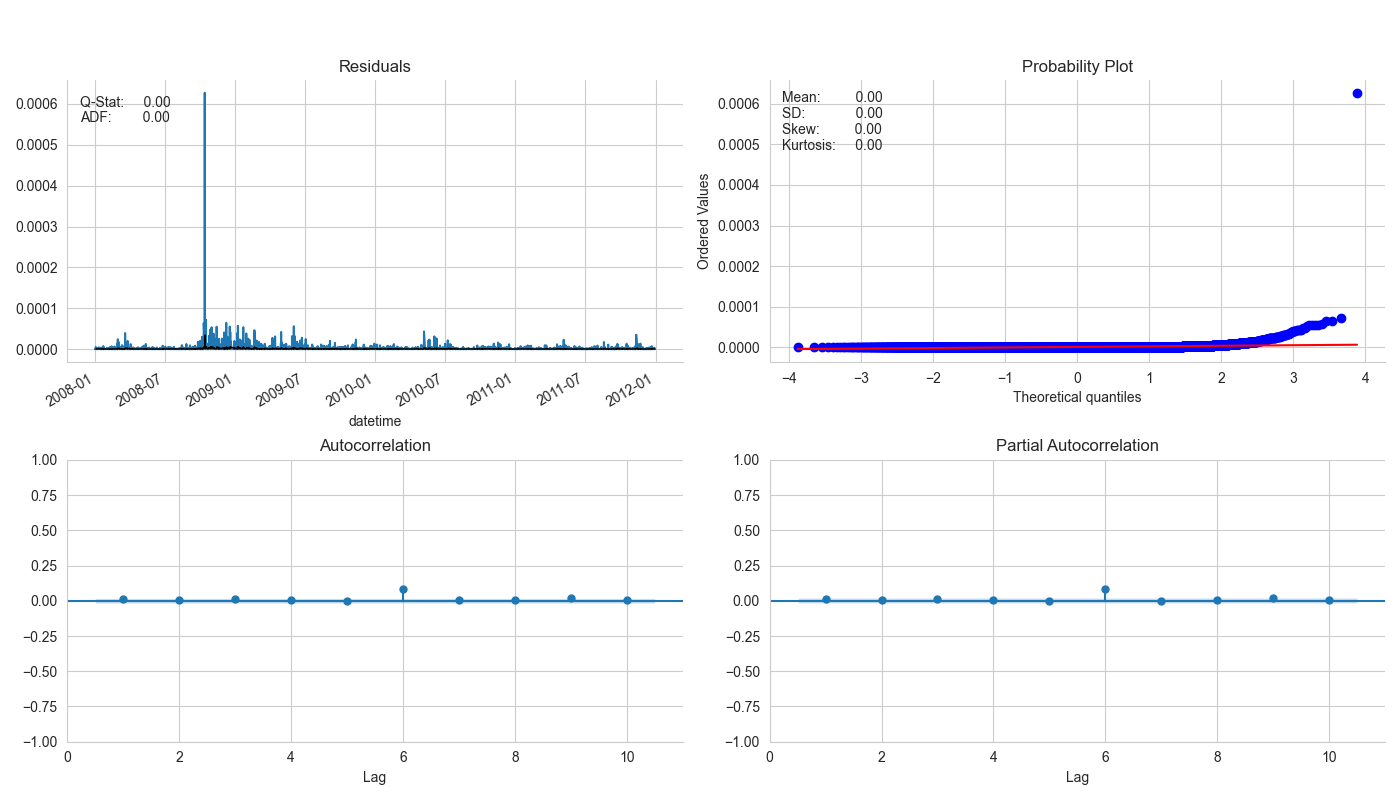 Residuals
Q-Stat: 0.00
ADF: 0.00
0.0006
0.0005
0.0004
0.0003
0.0002
0.0001
0.0000
2008-01 2008-07 2009-01 2009-07 2010-01 2010-07 2011-01 2011-07 2012-01
datetime
Probability Plot
Mean: 0.00
SD: 0.00
Skew: 0.00
Kurtosis: 0.00
Ordered Values
0.0006
0.0005
0.0004
0.0003
0.0002
0.0001
0.0000
−4 −3 −2 −1 0 1 2 3 4
Theoretical quantiles
Autocorrelation
1.00
0.75
0.50
0.25
0.00
−0.25
−0.50
−0.75
−1.00
0 2 4 6 8 10
Lag
Partial Autocorrelation
1.00
0.75
0.50
0.25
0.00
−0.25
−0.50
−0.75
−1.00
0 2 4 6 8 10
Lag